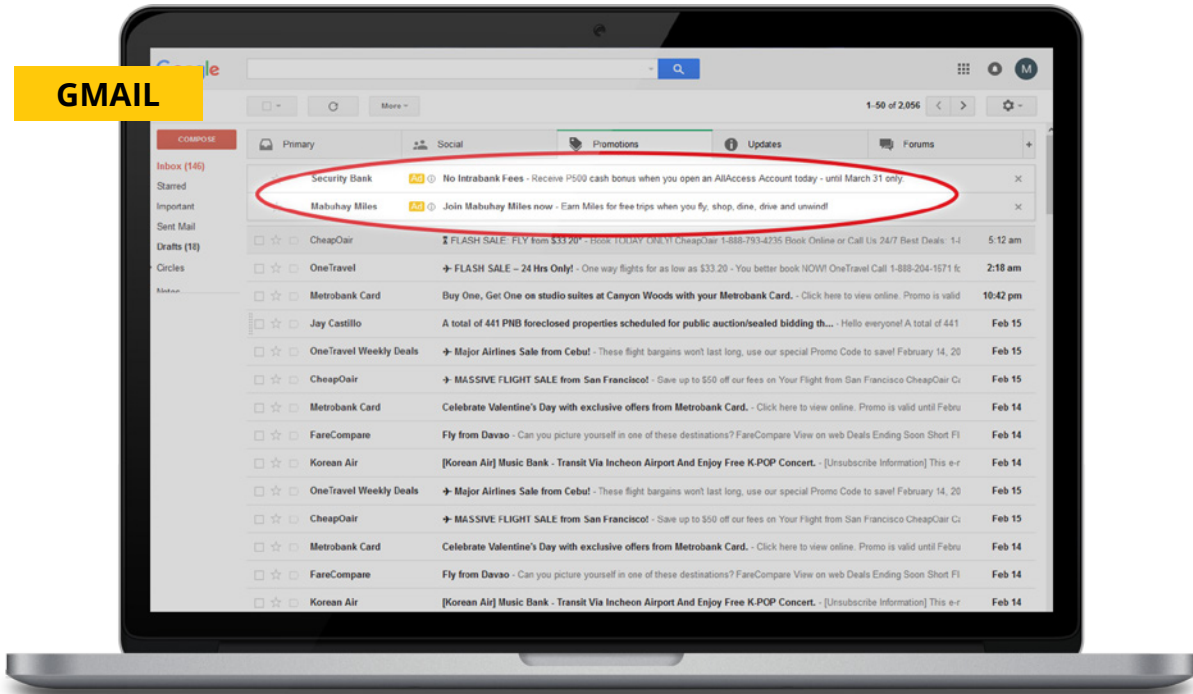 Google
GMAIL
More
1-50 of 2,056
M
COMPOSE
Primary
Social
Promotions
Updates
Forums
+
Inbox (146)
Starred
Important
Sent Mail
Drafts (18)
Circles
Notes
Security Bank Ad No Intrabank Fees - Receive P500 cash bonus when you open an AllAccess Account today - until March 31 only.
Mabuhay Miles Ad Join Mabuhay Miles now - Earn Miles for free trips when you fly, shop, dine, drive and unwind!
CheapOair FLASH SALE: FLY from $33.20* - Book TODAY ONLY! CheapOair 1-888-793-4235 Book Online or Call Us 24/7 Best Deals: 1-( 5:12 am
OneTravel FLASH SALE – 24 Hrs Only! - One way flights for as low as $33.20 - You better book NOW! OneTravel Call 1-888-204-1571 fc 2:18 am
Metrobank Card Buy One, Get One on studio suites at Canyon Woods with your Metrobank Card. - Click here to view online. Promo is valid 10:42 pm
Jay Castillo A total of 441 PNB foreclosed properties scheduled for public auction/sealed bidding th... - Hello everyone! A total of 441 Feb 15
OneTravel Weekly Deals Major Airlines Sale from Cebu! - These flight bargains won't last long, use our special Promo Code to save! February 14, 20 Feb 15
CheapOair MASSIVE FLIGHT SALE from San Francisco! - Save up to $50 off our fees on Your Flight from San Francisco CheapOair Feb 15
Metrobank Card Celebrate Valentine's Day with exclusive offers from Metrobank Card. - Click here to view online. Promo is valid until Febru Feb 14
FareCompare Fly from Davao - Can you picture yourself in one of these destinations? FareCompare View on web Deals Ending Soon Short Fl Feb 14
Korean Air [Korean Air] Music Bank - Transit Via Incheon Airport And Enjoy Free K-POP Concert. - [Unsubscribe Information] This e-r Feb 14
OneTravel Weekly Deals Major Airlines Sale from Cebu! - These flight bargains won't last long, use our special Promo Code to save! February 14, 20 Feb 15
CheapOair MASSIVE FLIGHT SALE from San Francisco! - Save up to $50 off our fees on Your Flight from San Francisco CheapOair Feb 15
Metrobank Card Celebrate Valentine's Day with exclusive offers from Metrobank Card. - Click here to view online. Promo is valid until Febru Feb 14
FareCompare Fly from Davao - Can you picture yourself in one of these destinations? FareCompare View on web Deals Ending Soon Short Fl Feb 14
Korean Air [Korean Air] Music Bank - Transit Via Incheon Airport And Enjoy Free K-POP Concert. - [Unsubscribe Information] This e-r Feb 14